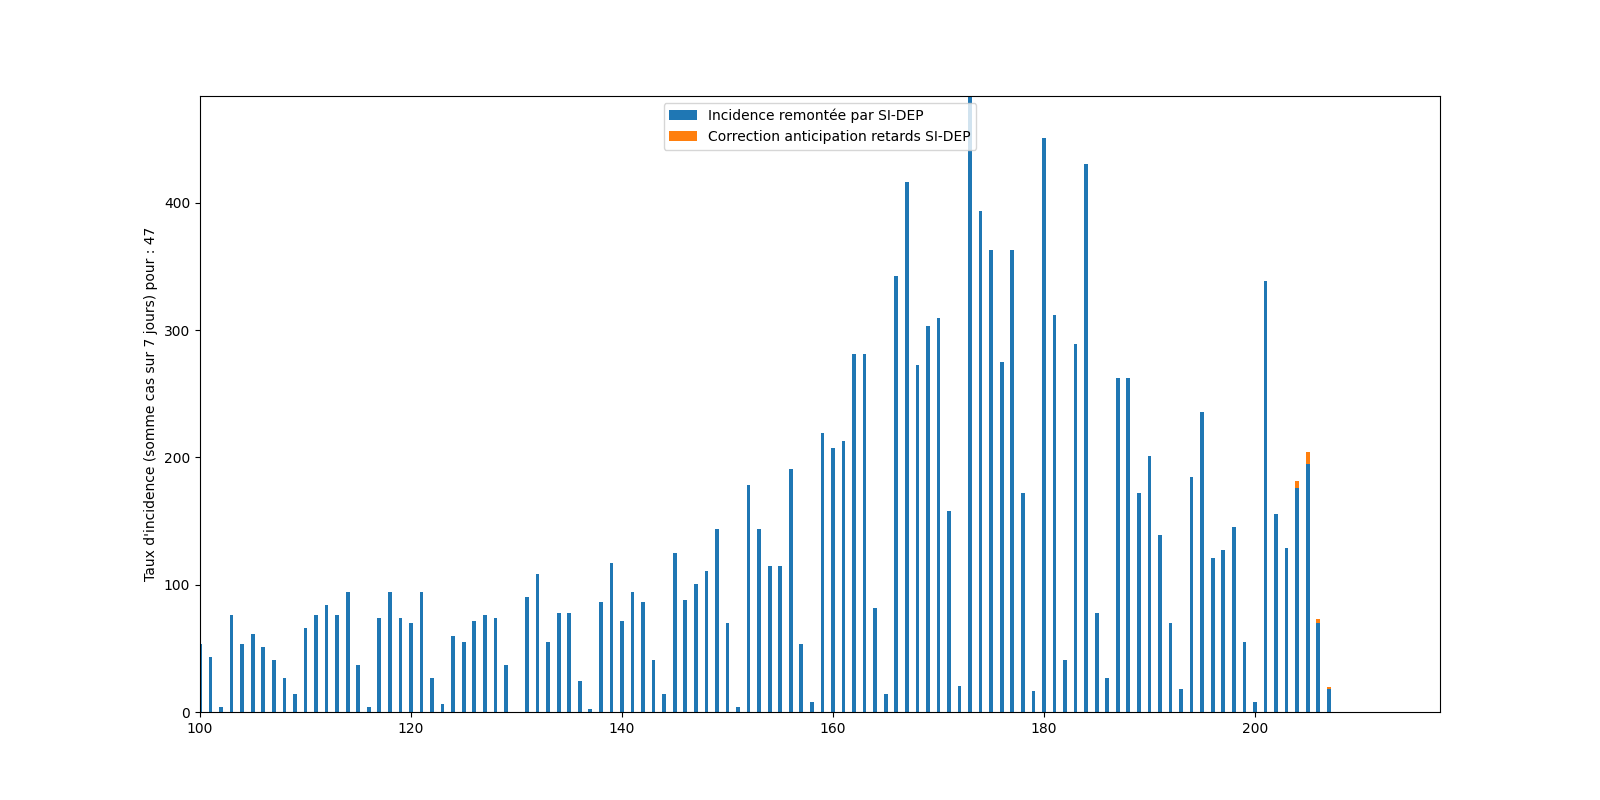 Incidence remontée par SI-DEP
Correction anticipation retards SI-DEP
Taux d'incidence (somme cas sur 7 jours) pour : 47
400
300
200
100
0
100 120 140 160 180 200